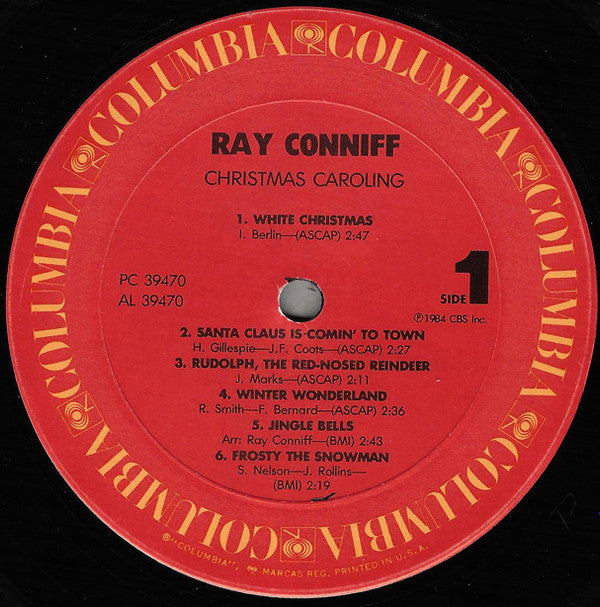 COLUMBIA COLUMBIA COLUMBIA COLUMBIA COLUMBIA COLUMBIA
RAY CONNIFF
CHRISTMAS CAROLING
1. WHITE CHRISTMAS
I. Berlin—(ASCAP) 2:47
PC 39470
AL 39470
SIDE 1
℗1984 CBS Inc.
2. SANTA CLAUS IS COMIN' TO TOWN
H. Gillespie—J.F. Coots—(ASCAP) 2:27
3. RUDOLPH, THE RED-NOSED REINDEER
J. Marks—(ASCAP) 2:11
4. WINTER WONDERLAND
R. Smith—F. Bernard—(ASCAP) 2:36
5. JINGLE BELLS
Arr: Ray Conniff—(BMI) 2:43
6. FROSTY THE SNOWMAN
S. Nelson—J. Rollins—
(BMI) 2:19
®"COLUMBIA", MARCAS REG. PRINTED IN U.S.A.